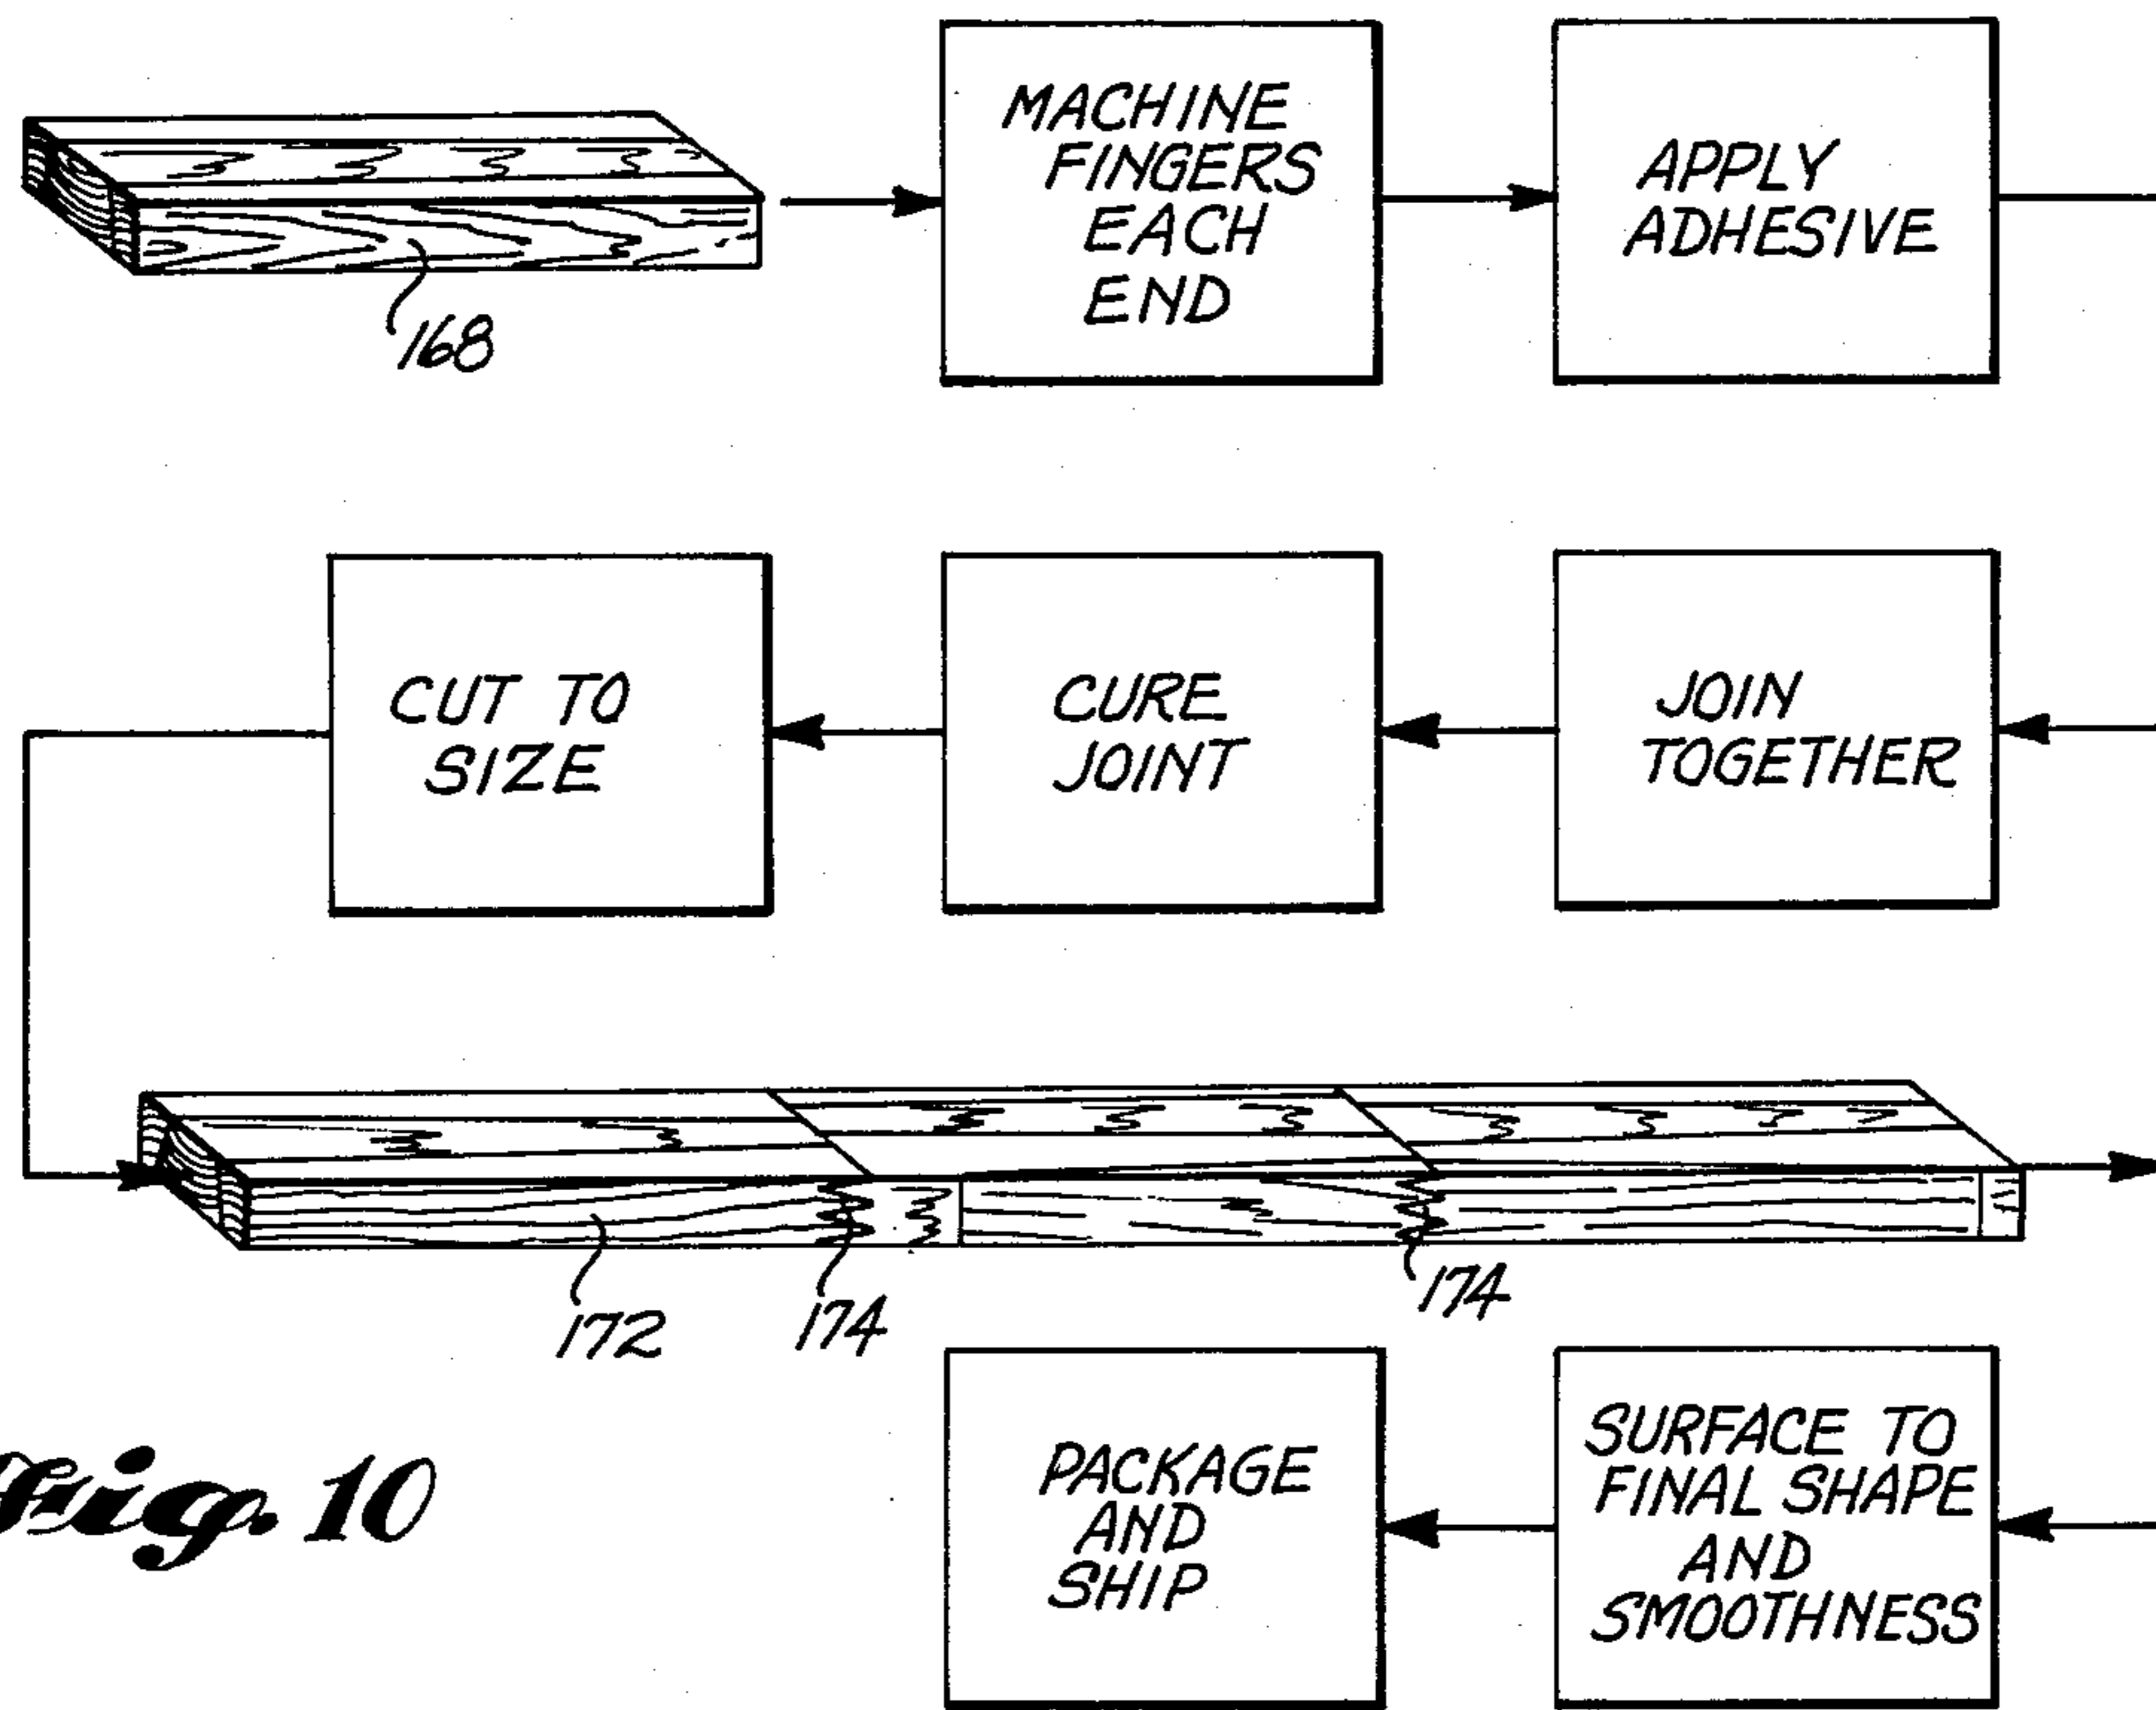 MACHINE
FINGERS
EACH
END
APPLY
ADHESIVE
168
CUT TO
SIZE
CURE
JOINT
JOIN
TOGETHER
172
174
174
PACKAGE
AND
SHIP
SURFACE TO
FINAL SHAPE
AND
SMOOTHNESS
Fig. 10